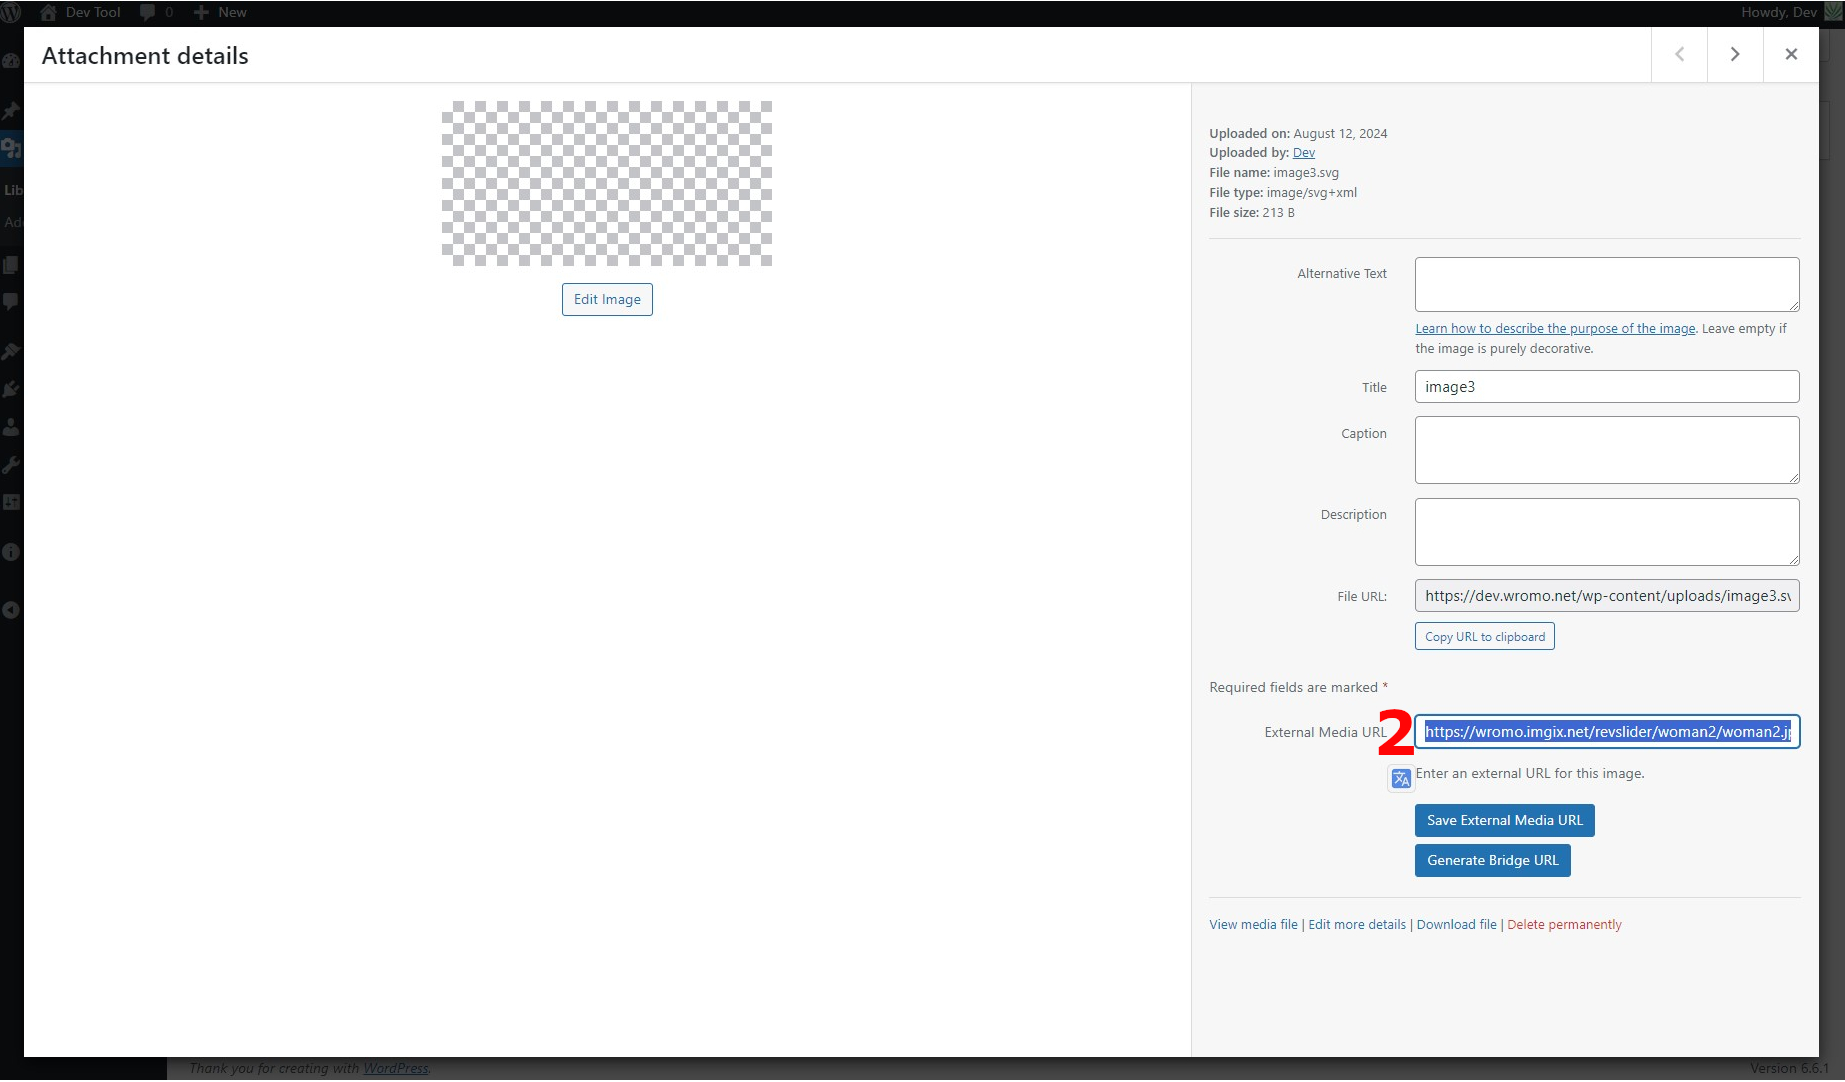 Dev Tool 0 New Howdy, Dev
Attachment details
Lib
Add
Uploaded on: August 12, 2024
Uploaded by: Dev
File name: image3.svg
File type: image/svg+xml
File size: 213 B
Edit Image
Alternative Text
Learn how to describe the purpose of the image. Leave empty if
the image is purely decorative.
Title image3
Caption
Description
File URL: https://dev.wromo.net/wp-content/uploads/image3.sv
Copy URL to clipboard
Required fields are marked *
External Media URL 2 https://wromo.imgix.net/revslider/woman2/woman2.jp
Enter an external URL for this image.
Save External Media URL
Generate Bridge URL
View media file | Edit more details | Download file | Delete permanently
Thank you for creating with WordPress. Version 6.6.1